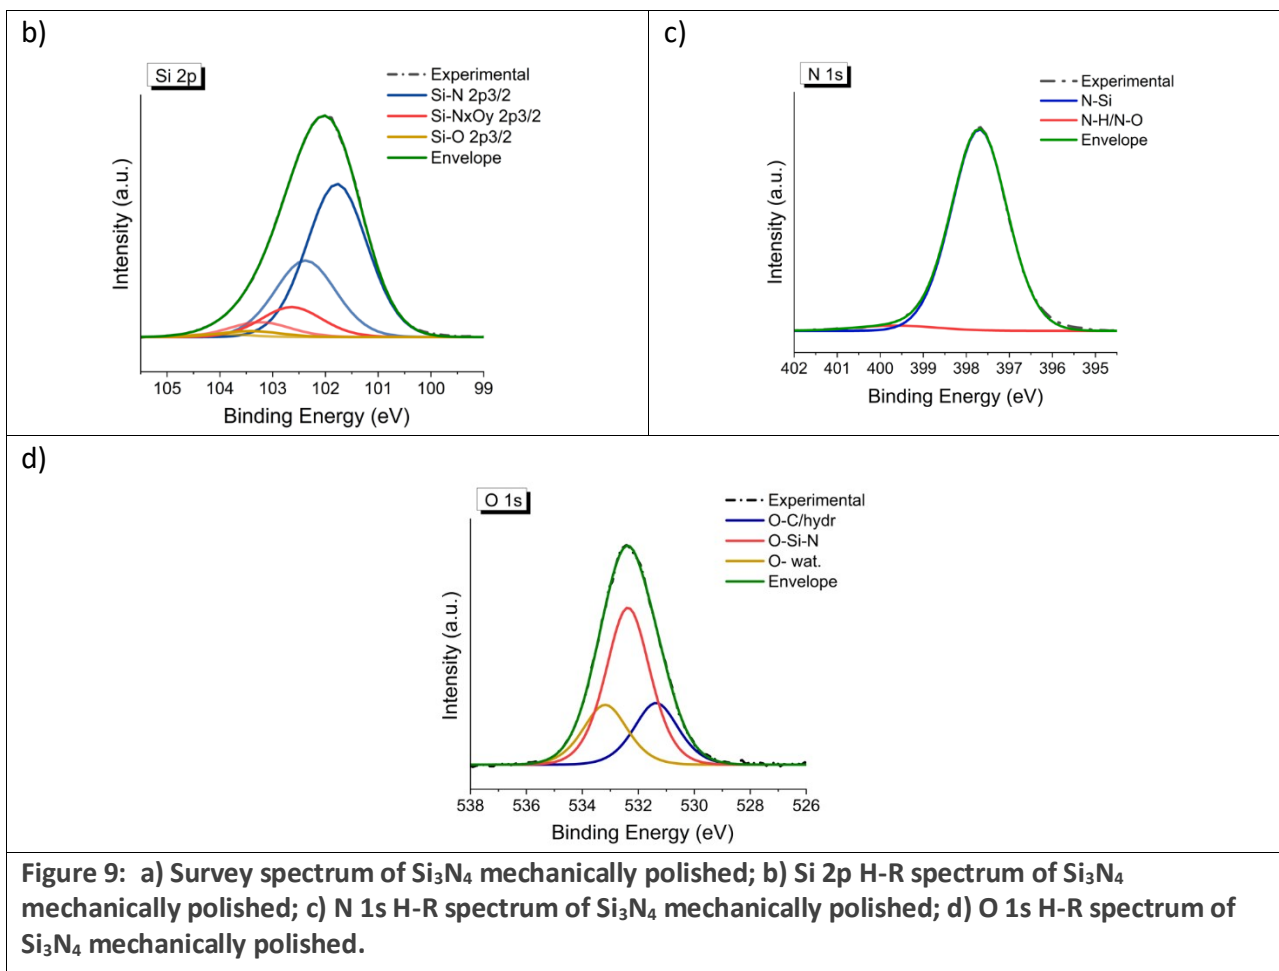 b)
Si 2p
Experimental
Si-N 2p3/2
Si-NxOy 2p3/2
Si-O 2p3/2
Envelope
Intensity (a.u.)
105 104 103 102 101 100 99
Binding Energy (eV)
c)
N 1s
Experimental
N-Si
N-H/N-O
Envelope
Intensity (a.u.)
402 401 400 399 398 397 396 395
Binding Energy (eV)
d)
O 1s
Experimental
O-C/hydr
O-Si-N
O- wat.
Envelope
Intensity (a.u.)
538 536 534 532 530 528 526
Binding Energy (eV)
Figure 9: a) Survey spectrum of Si₃N₄ mechanically polished; b) Si 2p H-R spectrum of Si₃N₄
mechanically polished; c) N 1s H-R spectrum of Si₃N₄ mechanically polished; d) O 1s H-R spectrum of
Si₃N₄ mechanically polished.